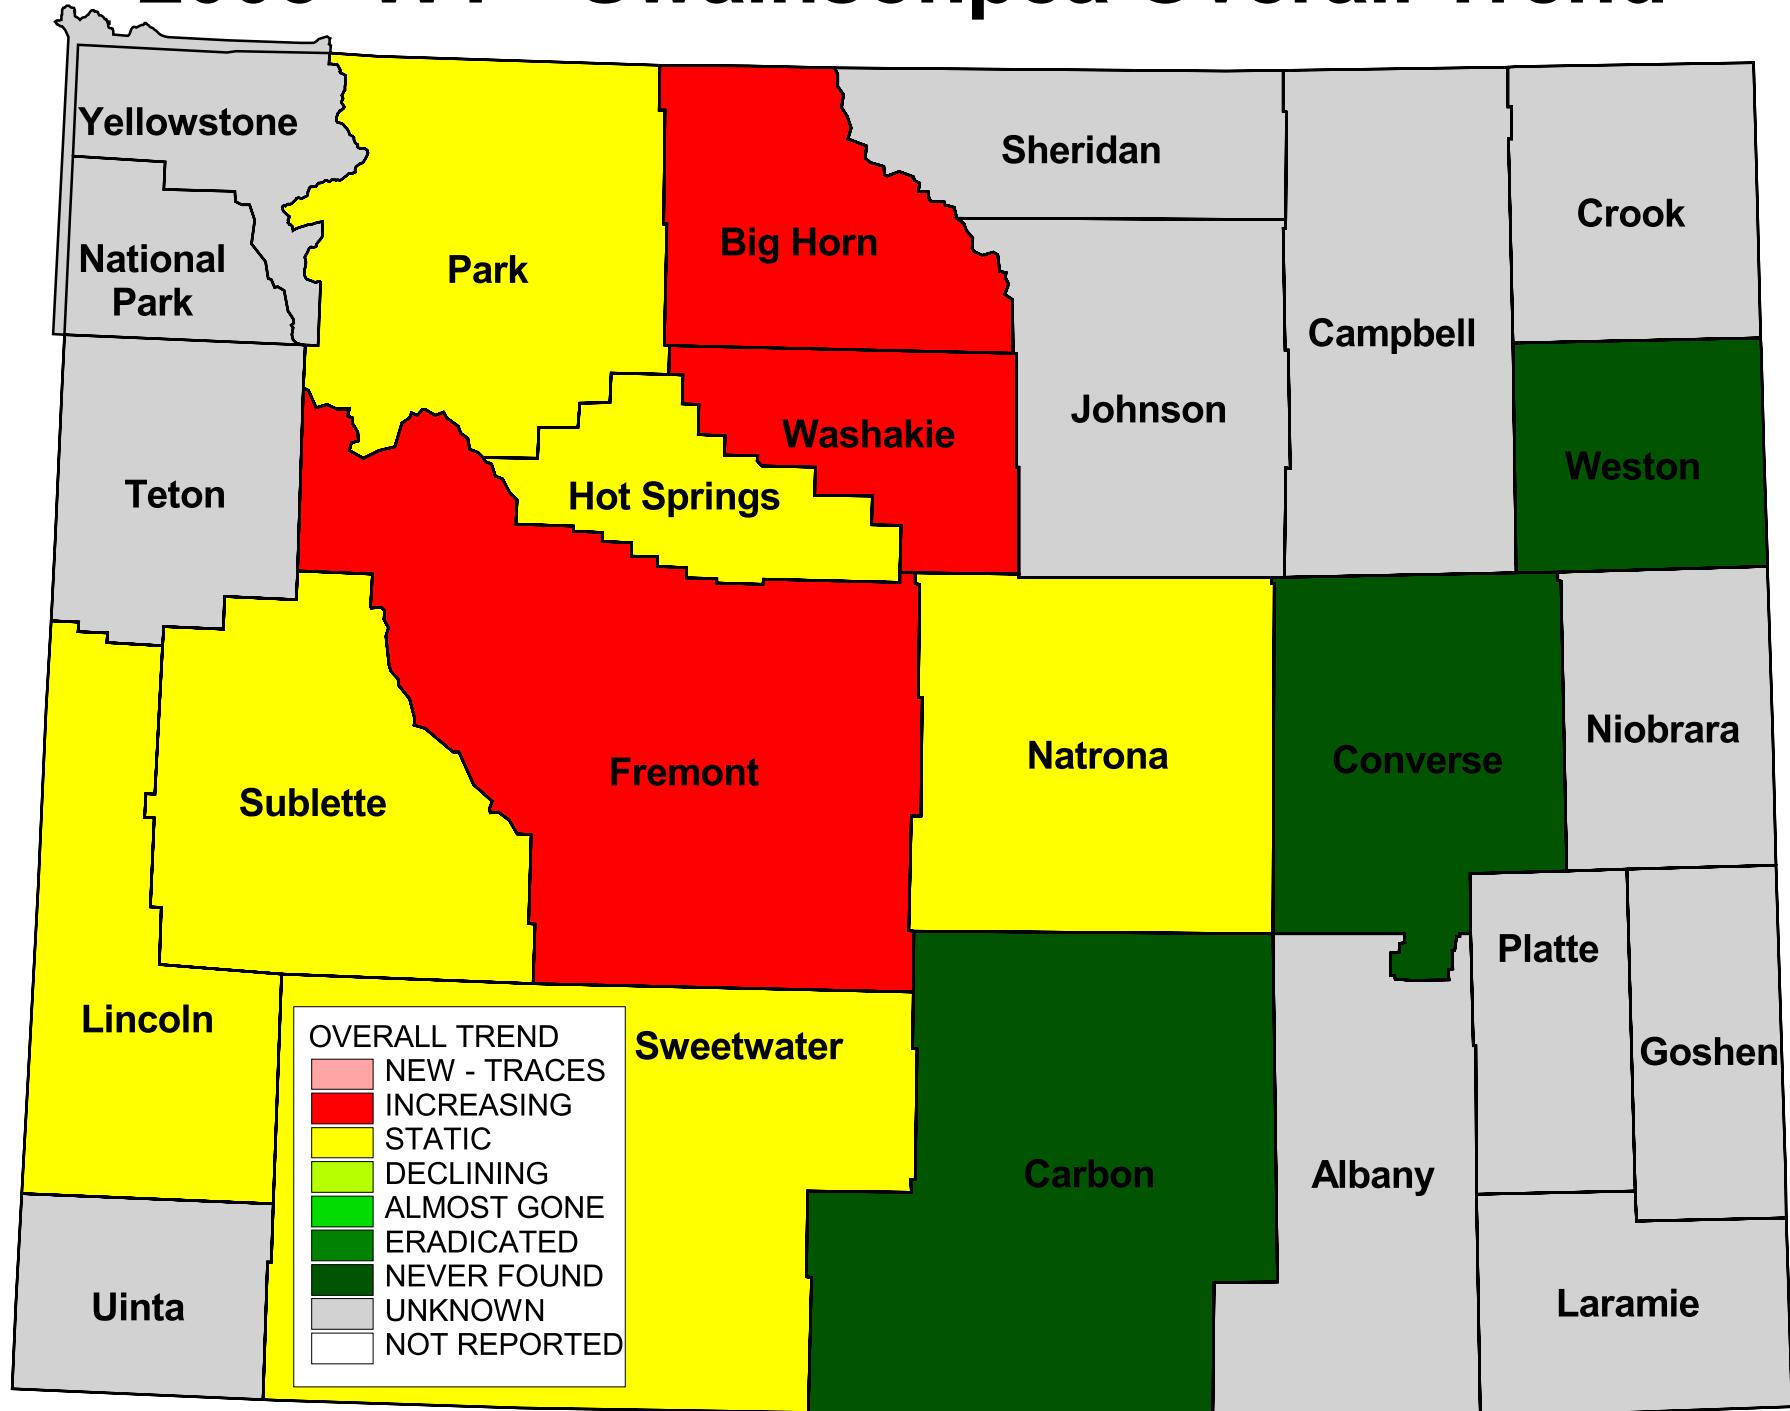 Yellowstone
National
Park
Park
Big Horn
Sheridan
Crook
Campbell
Johnson
Washakie
Weston
Teton
Hot Springs
Niobrara
Natrona
Converse
Fremont
Sublette
Platte
Lincoln
Sweetwater
Goshen
Carbon
Albany
Uinta
Laramie
OVERALL TREND
NEW - TRACES
INCREASING
STATIC
DECLINING
ALMOST GONE
ERADICATED
NEVER FOUND
UNKNOWN
NOT REPORTED